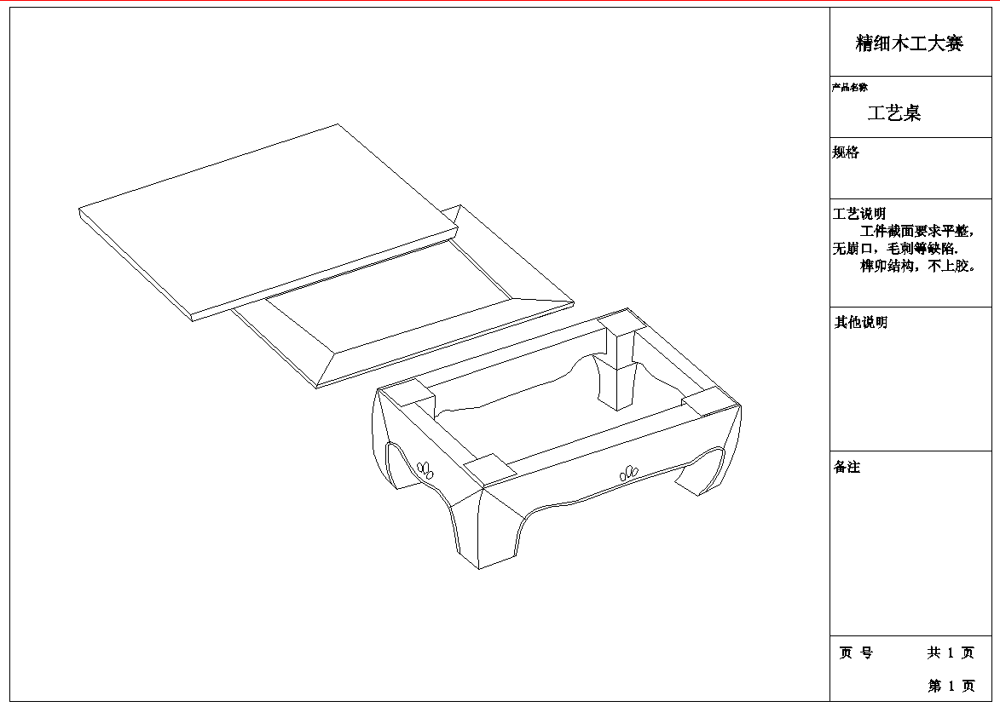 精细木工大赛
产品名称
工艺桌
规格
工艺说明
工件截面要求平整，
无崩口，毛刺等缺陷.
榫卯结构，不上胶。
其他说明
备注
页 号 共 1 页
第 1 页